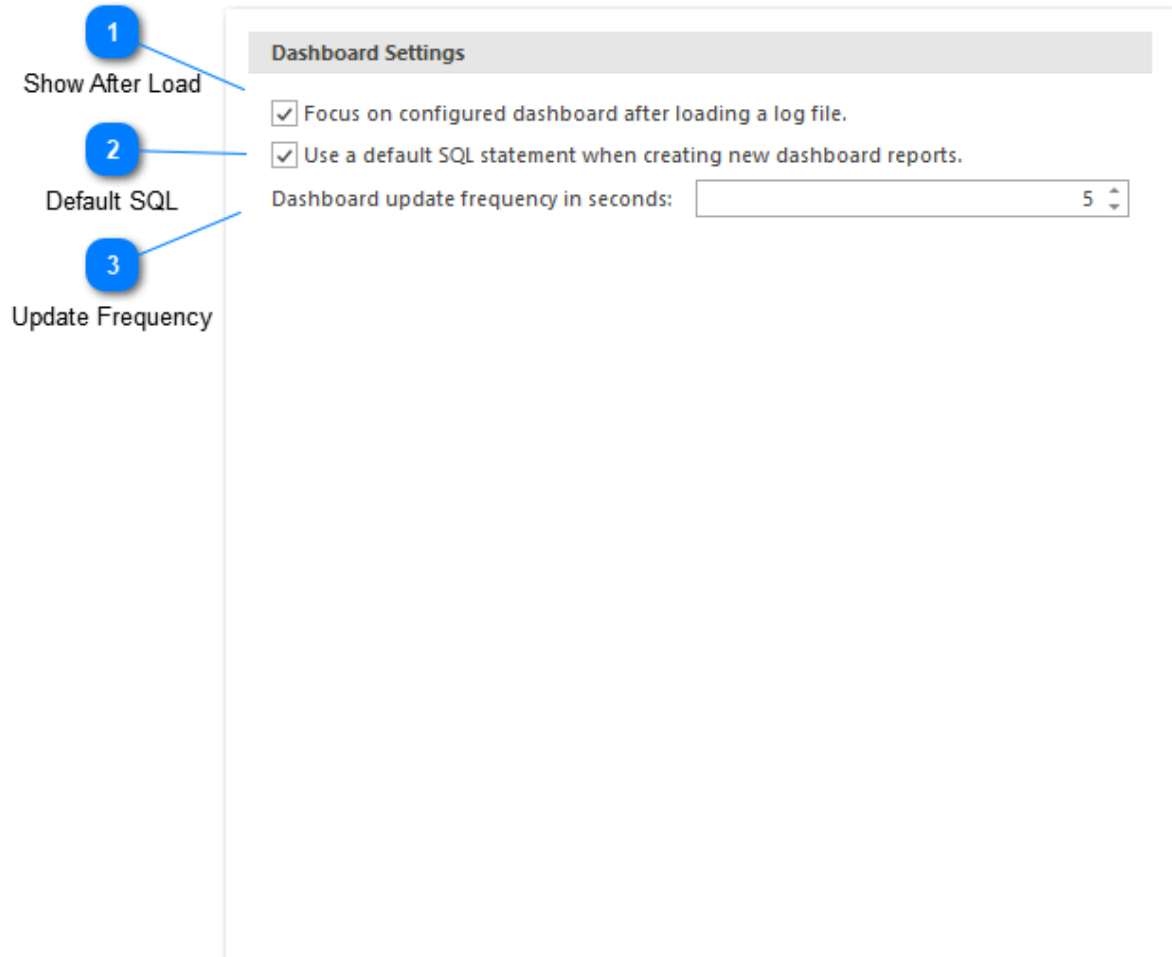 1
Show After Load
2
Default SQL
3
Update Frequency
Dashboard Settings
Focus on configured dashboard after loading a log file.
Use a default SQL statement when creating new dashboard reports.
Dashboard update frequency in seconds: 5